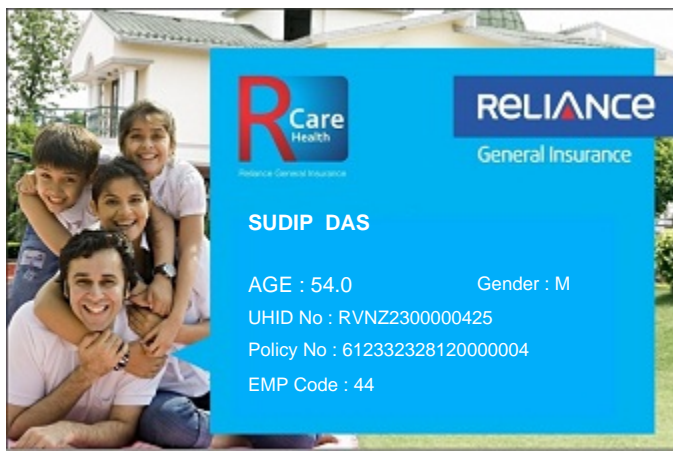 RCare
Health
Reliance General Insurance
RELIANCE
General Insurance
SUDIP DAS
AGE : 54.0 Gender : M
UHID No : RVNZ2300000425
Policy No : 612332328120000004
EMP Code : 44